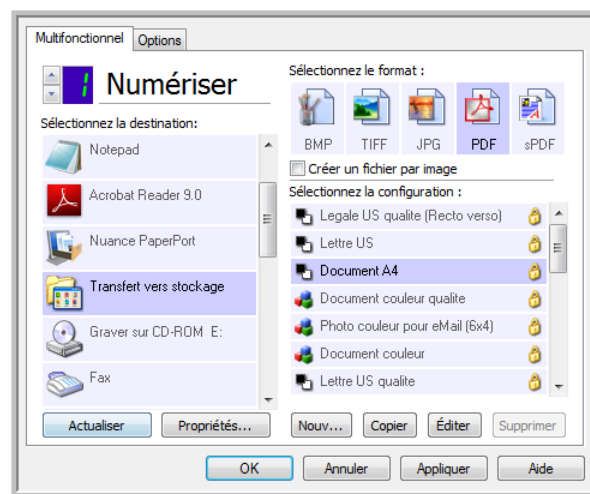 Multifonctionnel Options
1 Numériser
Sélectionnez la destination:
Notepad
Acrobat Reader 9.0
Nuance PaperPort
Transfert vers stockage
Graver sur CD-ROM E:
Fax
Actualiser Propriétés...
Sélectionnez le format :
BMP TIFF JPG PDF sPDF
Créer un fichier par image
Sélectionnez la configuration :
Legale US qualite (Recto verso)
Lettre US
Document A4
Document couleur qualite
Photo couleur pour eMail (6x4)
Document couleur
Lettre US qualite
Nouv... Copier Éditer Supprimer
OK Annuler Appliquer Aide